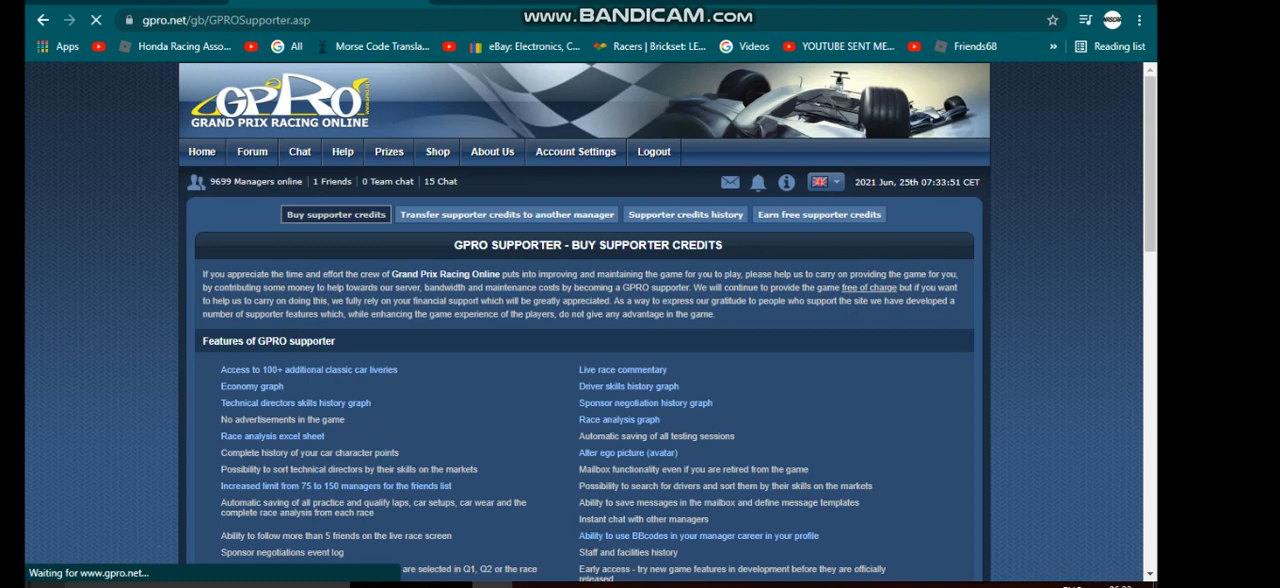 www.BANDICAM.com
gpro.net/gb/GPROSupporter.asp
Apps Honda Racing Asso... All Morse Code Transla... eBay: Electronics, C... Racers | Brickset: LE... Videos YOUTUBE SENT ME... Friends68 » Reading list
GPRO
GRAND PRIX RACING ONLINE
Home Forum Chat Help Prizes Shop About Us Account Settings Logout
9699 Managers online | 1 Friends | 0 Team chat | 15 Chat 2021 Jun, 25th 07:33:51 CET
Buy supporter credits Transfer supporter credits to another manager Supporter credits history Earn free supporter credits
GPRO SUPPORTER - BUY SUPPORTER CREDITS
If you appreciate the time and effort the crew of Grand Prix Racing Online puts into improving and maintaining the game for you to play, please help us to carry on providing the game for you,
by contributing some money to help towards our server, bandwidth and maintenance costs by becoming a GPRO supporter. We will continue to provide the game free of charge but if you want
to help us to carry on doing this, we fully rely on your financial support which will be greatly appreciated. As a way to express our gratitude to people who support the site we have developed a
number of supporter features which, while enhancing the game experience of the players, do not give any advantage in the game.
Features of GPRO supporter
Access to 100+ additional classic car liveries Live race commentary
Economy graph Driver skills history graph
Technical directors skills history graph Sponsor negotiation history graph
No advertisements in the game Race analysis graph
Race analysis excel sheet Automatic saving of all testing sessions
Complete history of your car character points Alter ego picture (avatar)
Possibility to sort technical directors by their skills on the markets Mailbox functionality even if you are retired from the game
Increased limit from 75 to 150 managers for the friends list Possibility to search for drivers and sort them by their skills on the markets
Automatic saving of all practice and qualify laps, car setups, car wear and the Ability to save messages in the mailbox and define message templates
complete race analysis from each race
Instant chat with other managers
Ability to follow more than 5 friends on the live race screen Ability to use BBcodes in your manager career in your profile
Sponsor negotiations event log Staff and facilities history
are selected in Q1, Q2 or the race Early access - try new game features in development before they are officially
released
Waiting for www.gpro.net...